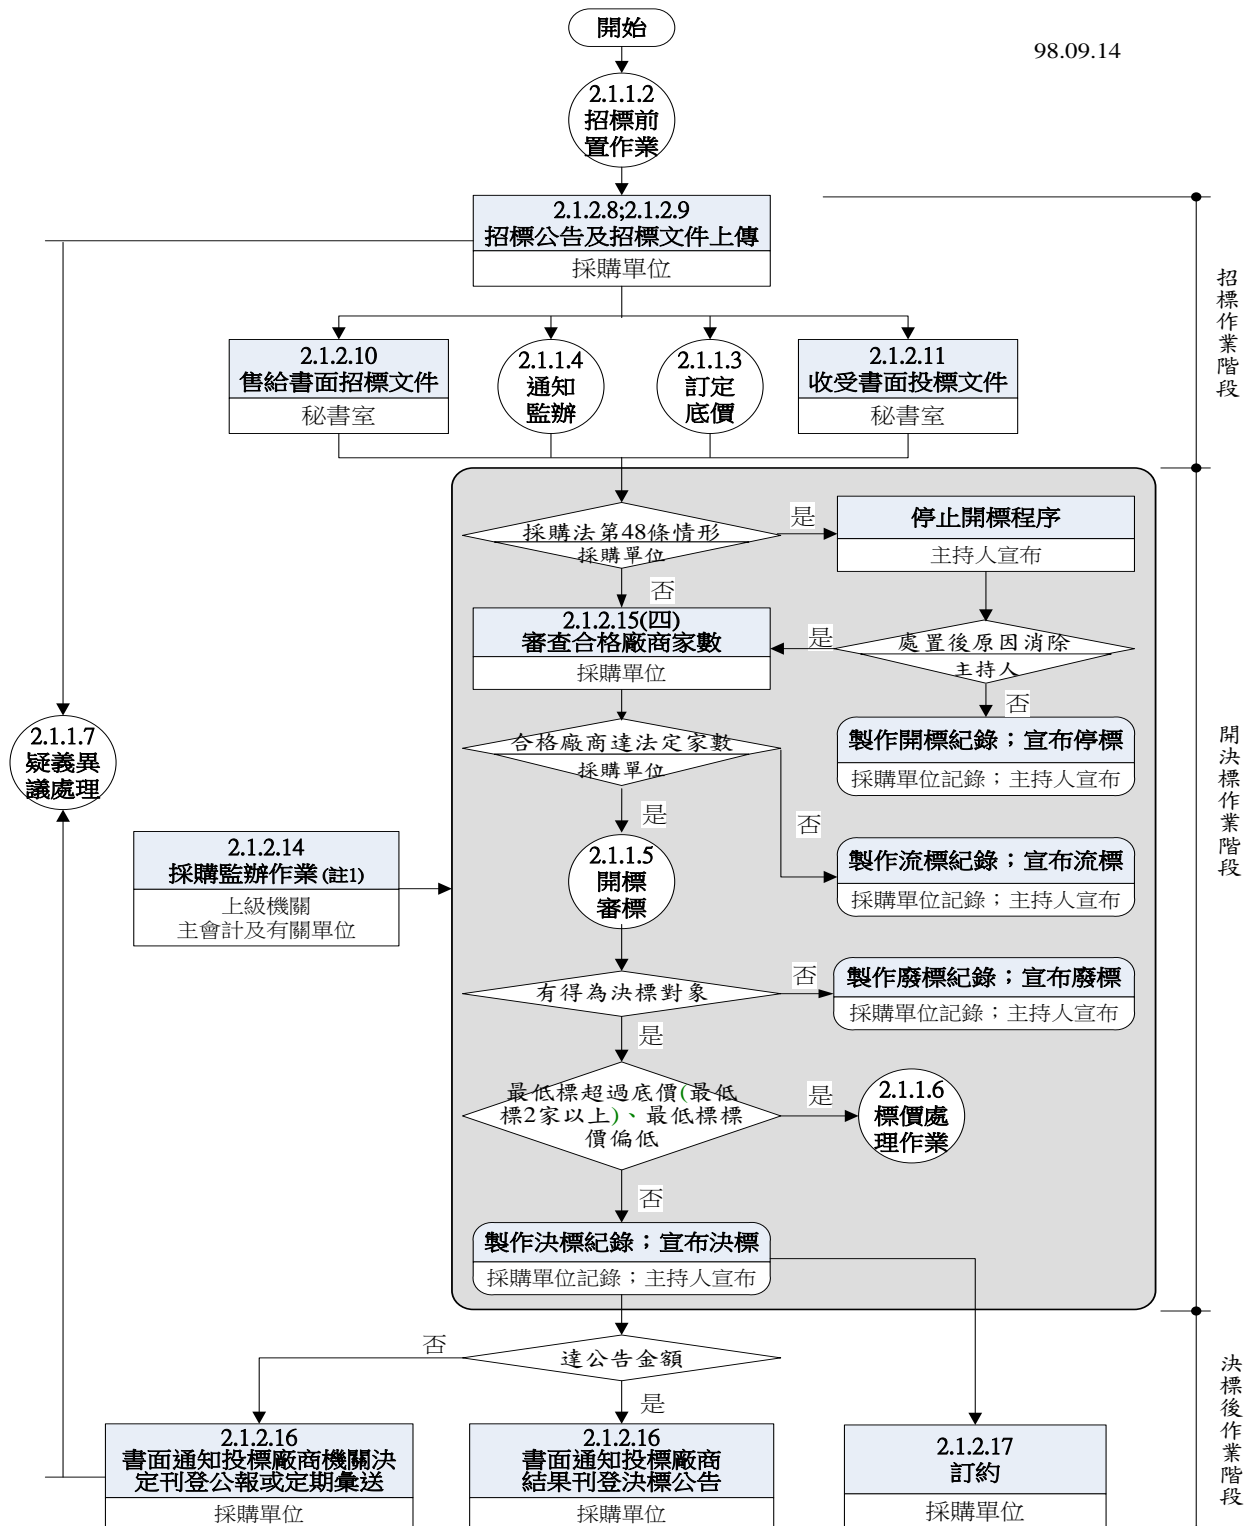 開始
98.09.14
2.1.1.2
招標前
置作業
2.1.2.8;2.1.2.9
招標公告及招標文件上傳
採購單位
招標作業階段
2.1.2.10
售給書面招標文件
秘書室
2.1.1.4
通知
監辦
2.1.1.3
訂定
底價
2.1.2.11
收受書面投標文件
秘書室
採購法第48條情形
採購單位
是
停止開標程序
主持人宣布
否
2.1.2.15(四)
審查合格廠商家數
採購單位
是
處置後原因消除
主持人
否
2.1.1.7
疑義異
議處理
合格廠商達法定家數
採購單位
製作開標紀錄；宣布停標
採購單位記錄；主持人宣布
開決標作業階段
是
否
2.1.2.14
採購監辦作業(註1)
上級機關
主會計及有關單位
2.1.1.5
開標
審標
製作流標紀錄；宣布流標
採購單位記錄；主持人宣布
有得為決標對象
否
製作廢標紀錄；宣布廢標
採購單位記錄；主持人宣布
是
最低標超過底價(最低
標2家以上)、最低標標
價偏低
是
2.1.1.6
標價處
理作業
否
製作決標紀錄；宣布決標
採購單位記錄；主持人宣布
否
達公告金額
是
決標後作業階段
2.1.2.16
書面通知投標廠商機關決
定刊登公報或定期彙送
採購單位
2.1.2.16
書面通知投標廠商
結果刊登決標公告
採購單位
2.1.2.17
訂約
採購單位